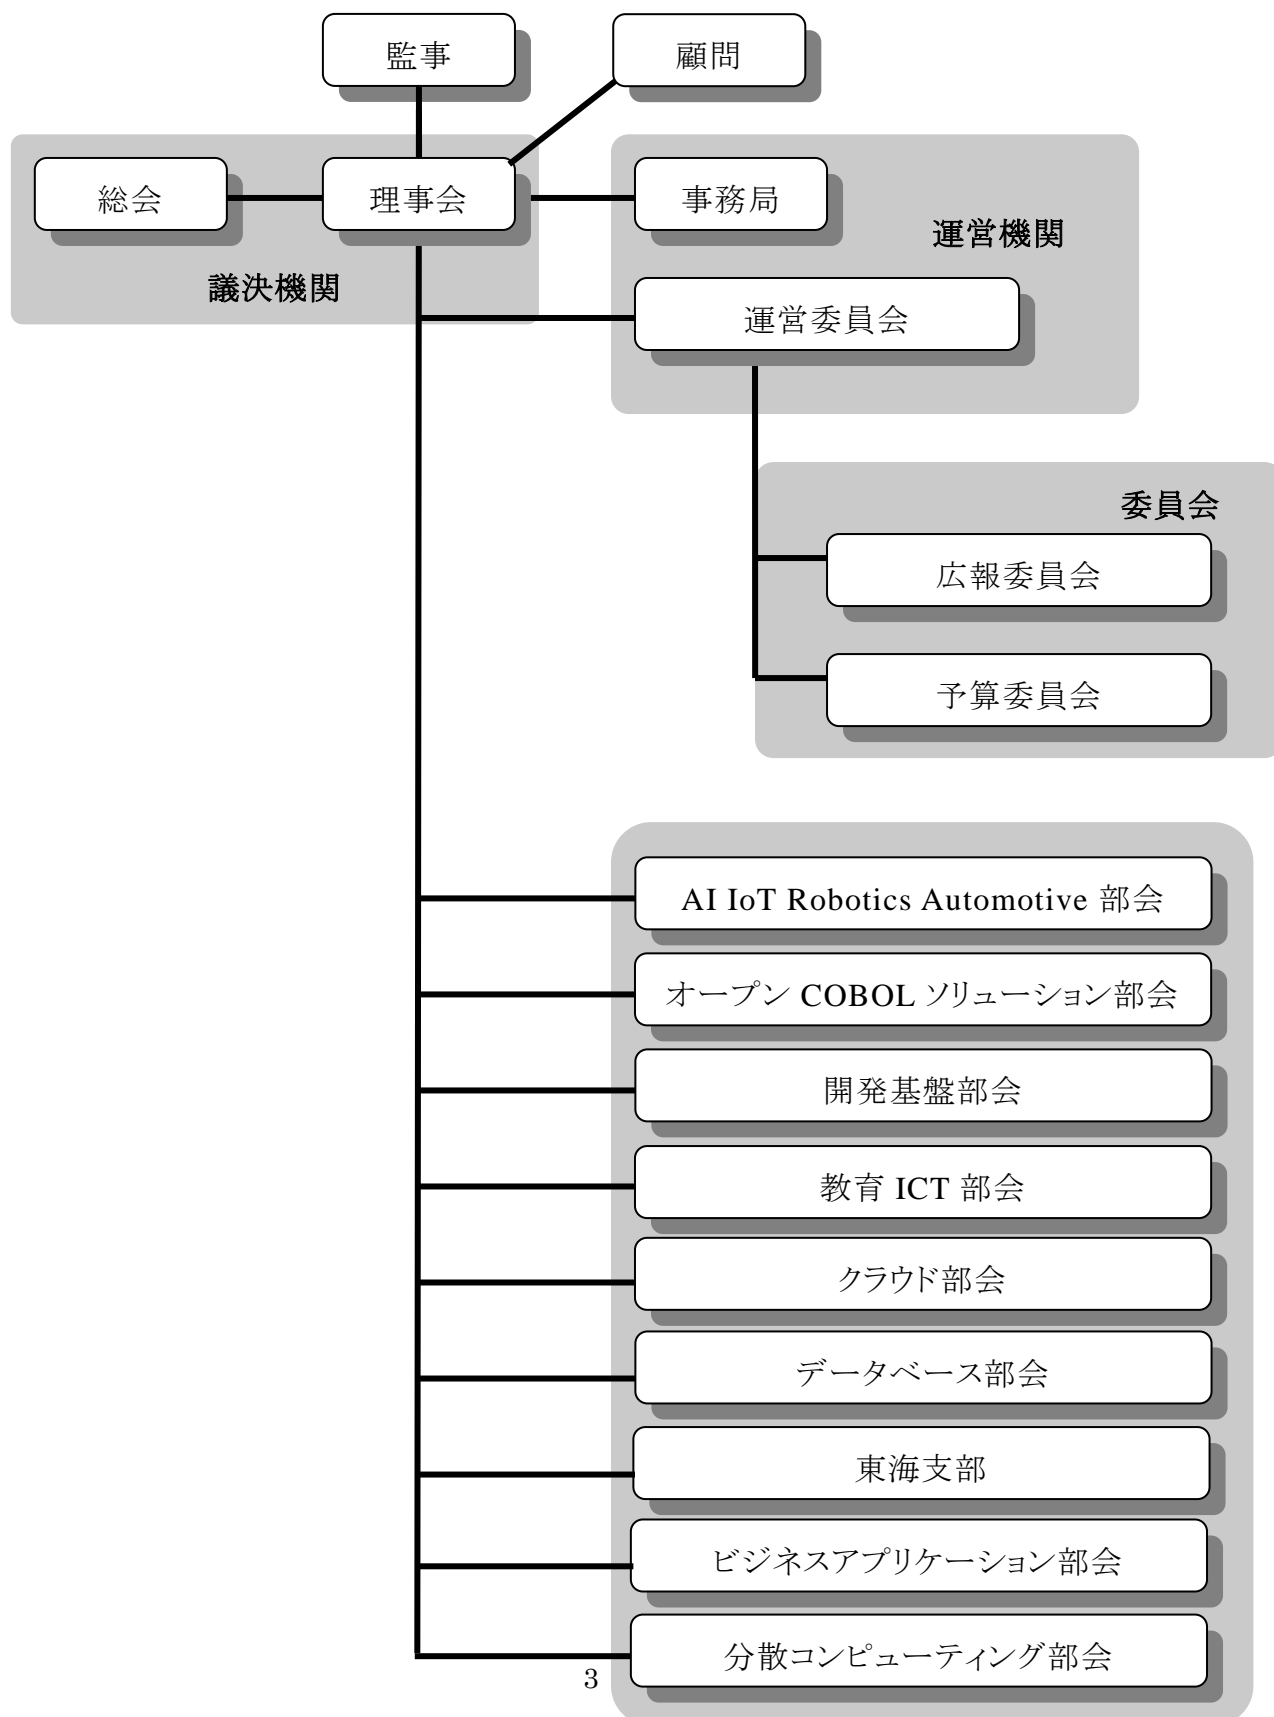 監事
顧問
総会
理事会
事務局
運営機関
議決機関
運営委員会
委員会
広報委員会
予算委員会
AI IoT Robotics Automotive 部会
オープン COBOL ソリューション部会
開発基盤部会
教育 ICT 部会
クラウド部会
データベース部会
東海支部
ビジネスアプリケーション部会
分散コンピューティング部会
3